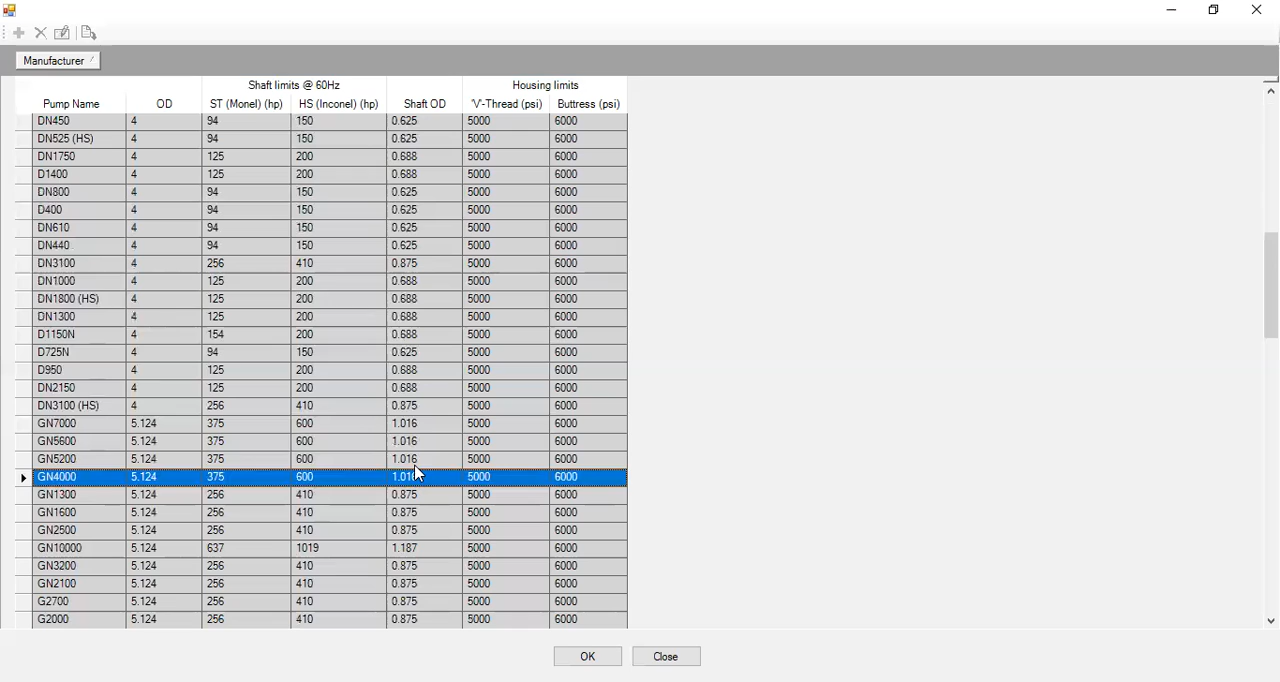 Manufacturer
Shaft limits @ 60Hz Housing limits
Pump Name OD ST (Monel) (hp) HS (Inconel) (hp) Shaft OD 'V'-Thread (psi) Buttress (psi)
DN450 4 94 150 0.625 5000 6000
DN525 (HS) 4 94 150 0.625 5000 6000
DN1750 4 125 200 0.688 5000 6000
D1400 4 125 200 0.688 5000 6000
DN800 4 94 150 0.625 5000 6000
D400 4 94 150 0.625 5000 6000
DN610 4 94 150 0.625 5000 6000
DN440 4 94 150 0.625 5000 6000
DN3100 4 256 410 0.875 5000 6000
DN1000 4 125 200 0.688 5000 6000
DN1800 (HS) 4 125 200 0.688 5000 6000
DN1300 4 125 200 0.688 5000 6000
D1150N 4 154 200 0.688 5000 6000
D725N 4 94 150 0.625 5000 6000
D950 4 125 200 0.688 5000 6000
DN2150 4 125 200 0.688 5000 6000
DN3100 (HS) 4 256 410 0.875 5000 6000
GN7000 5.124 375 600 1.016 5000 6000
GN5600 5.124 375 600 1.016 5000 6000
GN5200 5.124 375 600 1.016 5000 6000
GN4000 5.124 375 600 1.016 5000 6000
GN1300 5.124 256 410 0.875 5000 6000
GN1600 5.124 256 410 0.875 5000 6000
GN2500 5.124 256 410 0.875 5000 6000
GN10000 5.124 637 1019 1.187 5000 6000
GN3200 5.124 256 410 0.875 5000 6000
GN2100 5.124 256 410 0.875 5000 6000
G2700 5.124 256 410 0.875 5000 6000
G2000 5.124 256 410 0.875 5000 6000
OK Close